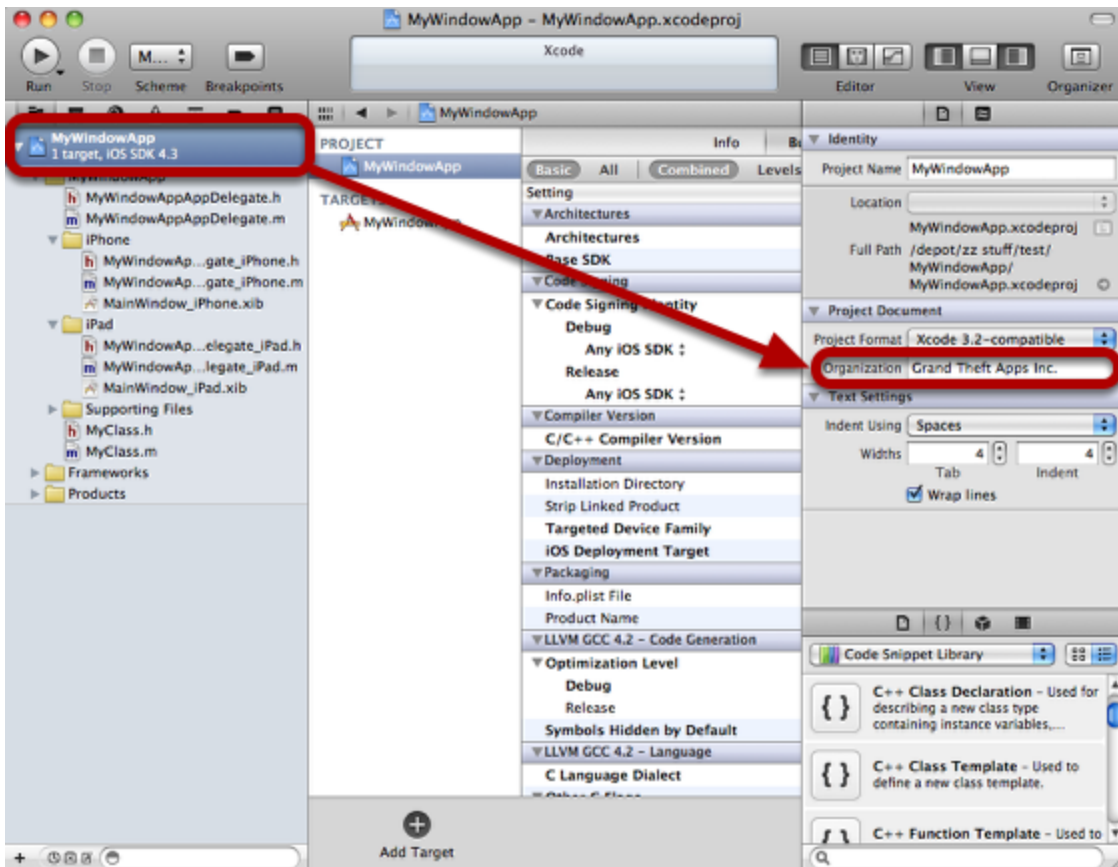 MyWindowApp – MyWindowApp.xcodeproj
Xcode
M...
Run Stop Scheme Breakpoints
Editor View Organizer
MyWindowApp
1 target, iOS SDK 4.3
MyWindowApp
MyWindowAppAppDelegate.h
MyWindowAppAppDelegate.m
iPhone
MyWindowAp...gate_iPhone.h
MyWindowAp...gate_iPhone.m
MainWindow_iPhone.xib
iPad
MyWindowAp...elegate_iPad.h
MyWindowAp...legate_iPad.m
MainWindow_iPad.xib
Supporting Files
MyClass.h
MyClass.m
Frameworks
Products
MyWindowApp
PROJECT
MyWindowApp
TARGETS
MyWindowApp
Add Target
Info Bu
Basic All Combined Levels
Setting
Architectures
Architectures
Base SDK
Code Signing
Code Signing Identity
Debug
Any iOS SDK
Release
Any iOS SDK
Compiler Version
C/C++ Compiler Version
Deployment
Installation Directory
Strip Linked Product
Targeted Device Family
iOS Deployment Target
Packaging
Info.plist File
Product Name
LLVM GCC 4.2 – Code Generation
Optimization Level
Debug
Release
Symbols Hidden by Default
LLVM GCC 4.2 – Language
C Language Dialect
Other C Flags
Identity
Project Name MyWindowApp
Location
MyWindowApp.xcodeproj
Full Path /depot/zz stuff/test/
MyWindowApp/
MyWindowApp.xcodeproj
Project Document
Project Format Xcode 3.2-compatible
Organization Grand Theft Apps Inc.
Text Settings
Indent Using Spaces
Widths 4 4
Tab Indent
Wrap lines
{}
Code Snippet Library
{ } C++ Class Declaration – Used for
describing a new class type
containing instance variables,...
{ } C++ Class Template – Used to
define a new class template.
{ } C++ Function Template – Used to